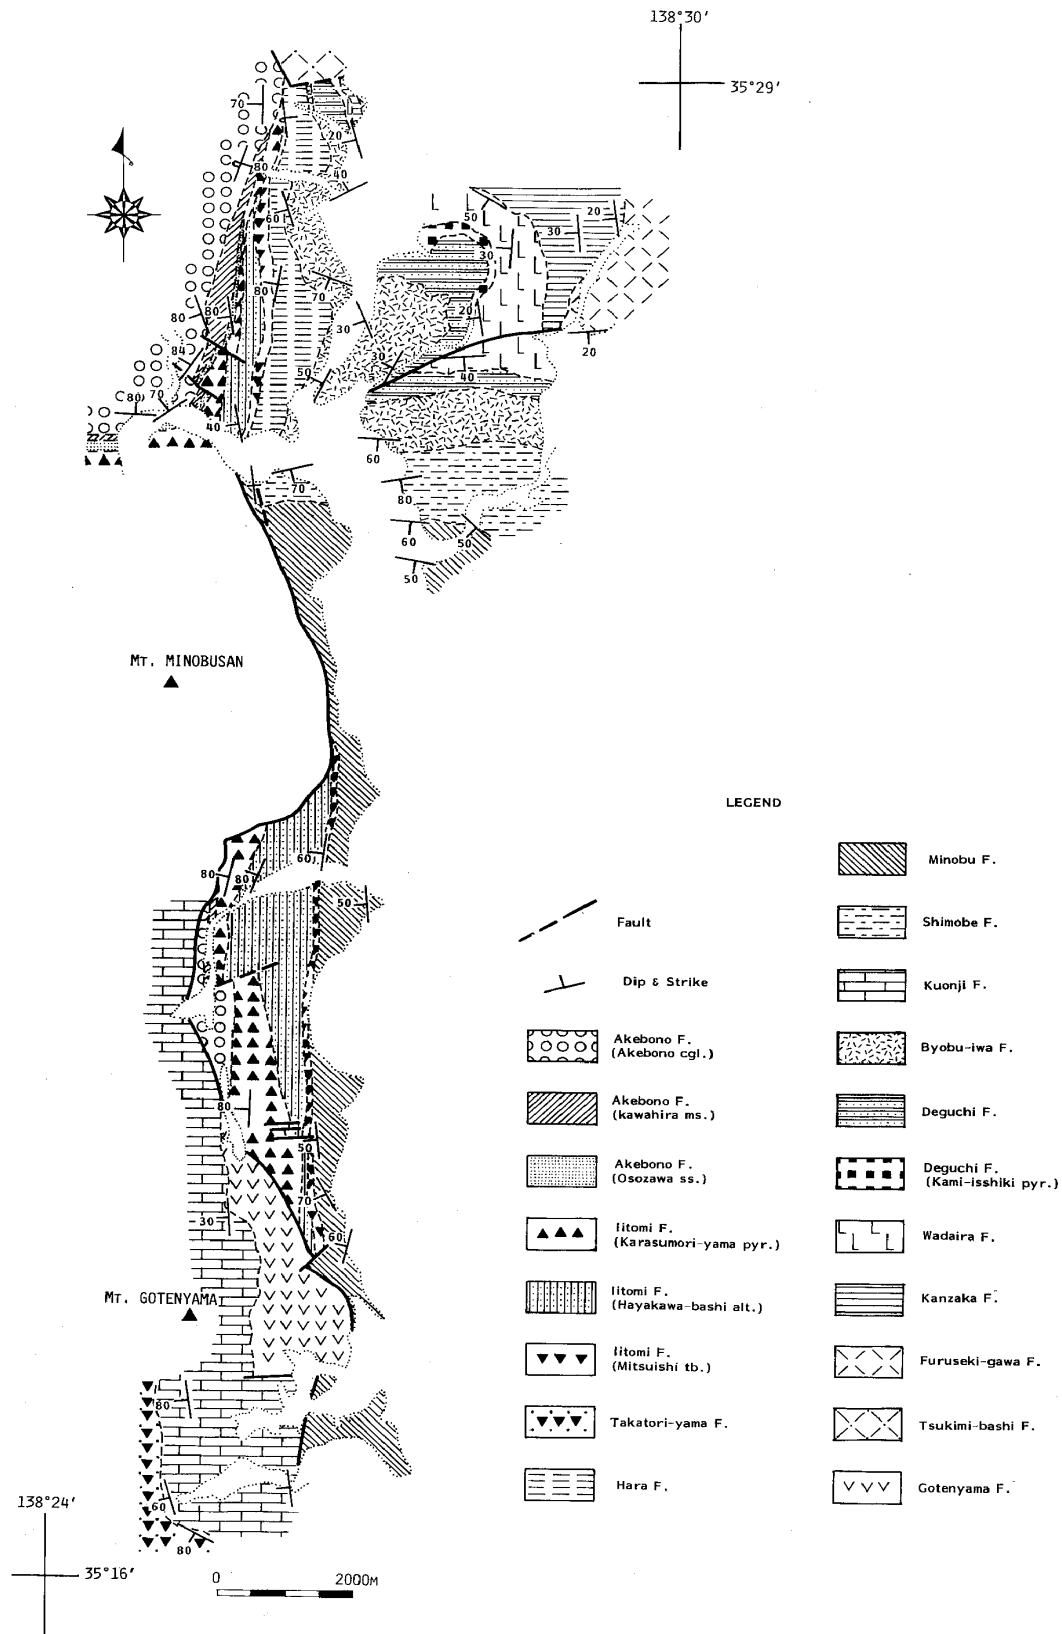 138°30′
35°29′
70
20
80
40
60
50
20
30
30
80
70
20
80
80
30
84
30
20
50
40
80
70
40
60
70
80
60
50
50
MT. MINOBUSAN
LEGEND
60
80
80
Minobu F.
50
Fault
Shimobe F.
Dip & Strike
Kuonji F.
Akebono F.
(Akebono cgl.)
Byobu-iwa F.
80
Akebono F.
(kawahira ms.)
Deguchi F.
50
Akebono F.
(Osozawa ss.)
Deguchi F.
(Kami-isshiki pyr.)
70
30
60
Iitomi F.
(Karasumori-yama pyr.)
Wadaira F.
MT. GOTENYAMA
Iitomi F.
(Hayakawa-bashi alt.)
Kanzaka F.
Iitomi F.
(Mitsuishi tb.)
Furuseki-gawa F.
80
Takatori-yama F.
Tsukimi-bashi F.
Hara F.
Gotenyama F.
138°24′
60
80
35°16′
0 2000M